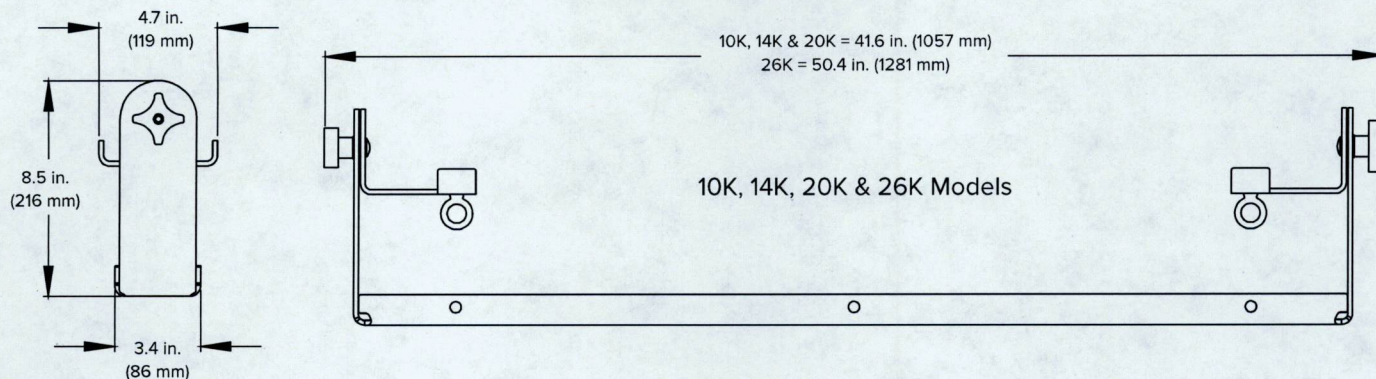 4.7 in.
(119 mm)
10K, 14K & 20K = 41.6 in. (1057 mm)
26K = 50.4 in. (1281 mm)
8.5 in.
(216 mm)
10K, 14K, 20K & 26K Models
3.4 in.
(86 mm)